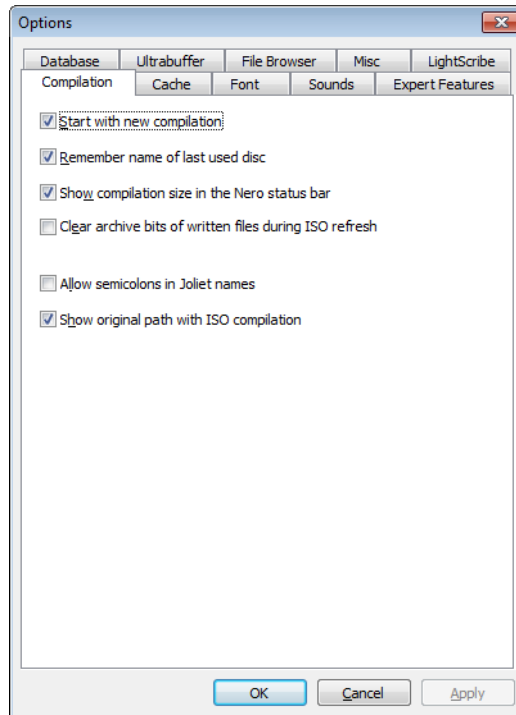 Options
Database Ultrabuffer File Browser Misc LightScribe
Compilation Cache Font Sounds Expert Features
Start with new compilation
Remember name of last used disc
Show compilation size in the Nero status bar
Clear archive bits of written files during ISO refresh
Allow semicolons in Joliet names
Show original path with ISO compilation
OK Cancel Apply